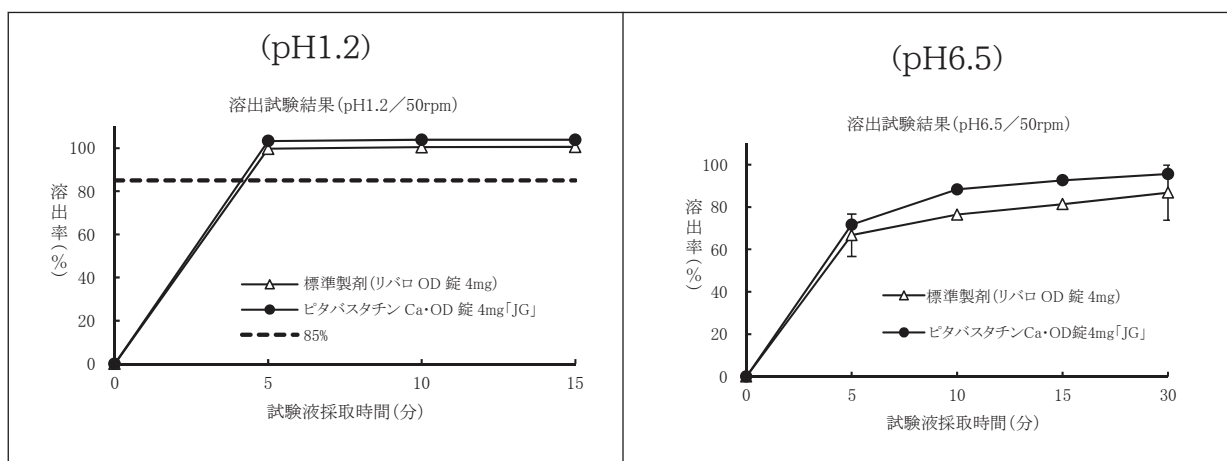 (pH1.2)
溶出試験結果(pH1.2／50rpm)
溶出率(%)
100
80
60
40
20
0
標準製剤(リバロ OD 錠 4mg)
ピタバスタチン Ca・OD 錠 4mg「JG」
85%
0 5 10 15
試験液採取時間(分)
(pH6.5)
溶出試験結果(pH6.5／50rpm)
溶出率(%)
100
80
60
40
20
0
標準製剤(リバロ OD 錠 4mg)
ピタバスタチンCa・OD錠4mg「JG」
0 5 10 15 30
試験液採取時間(分)